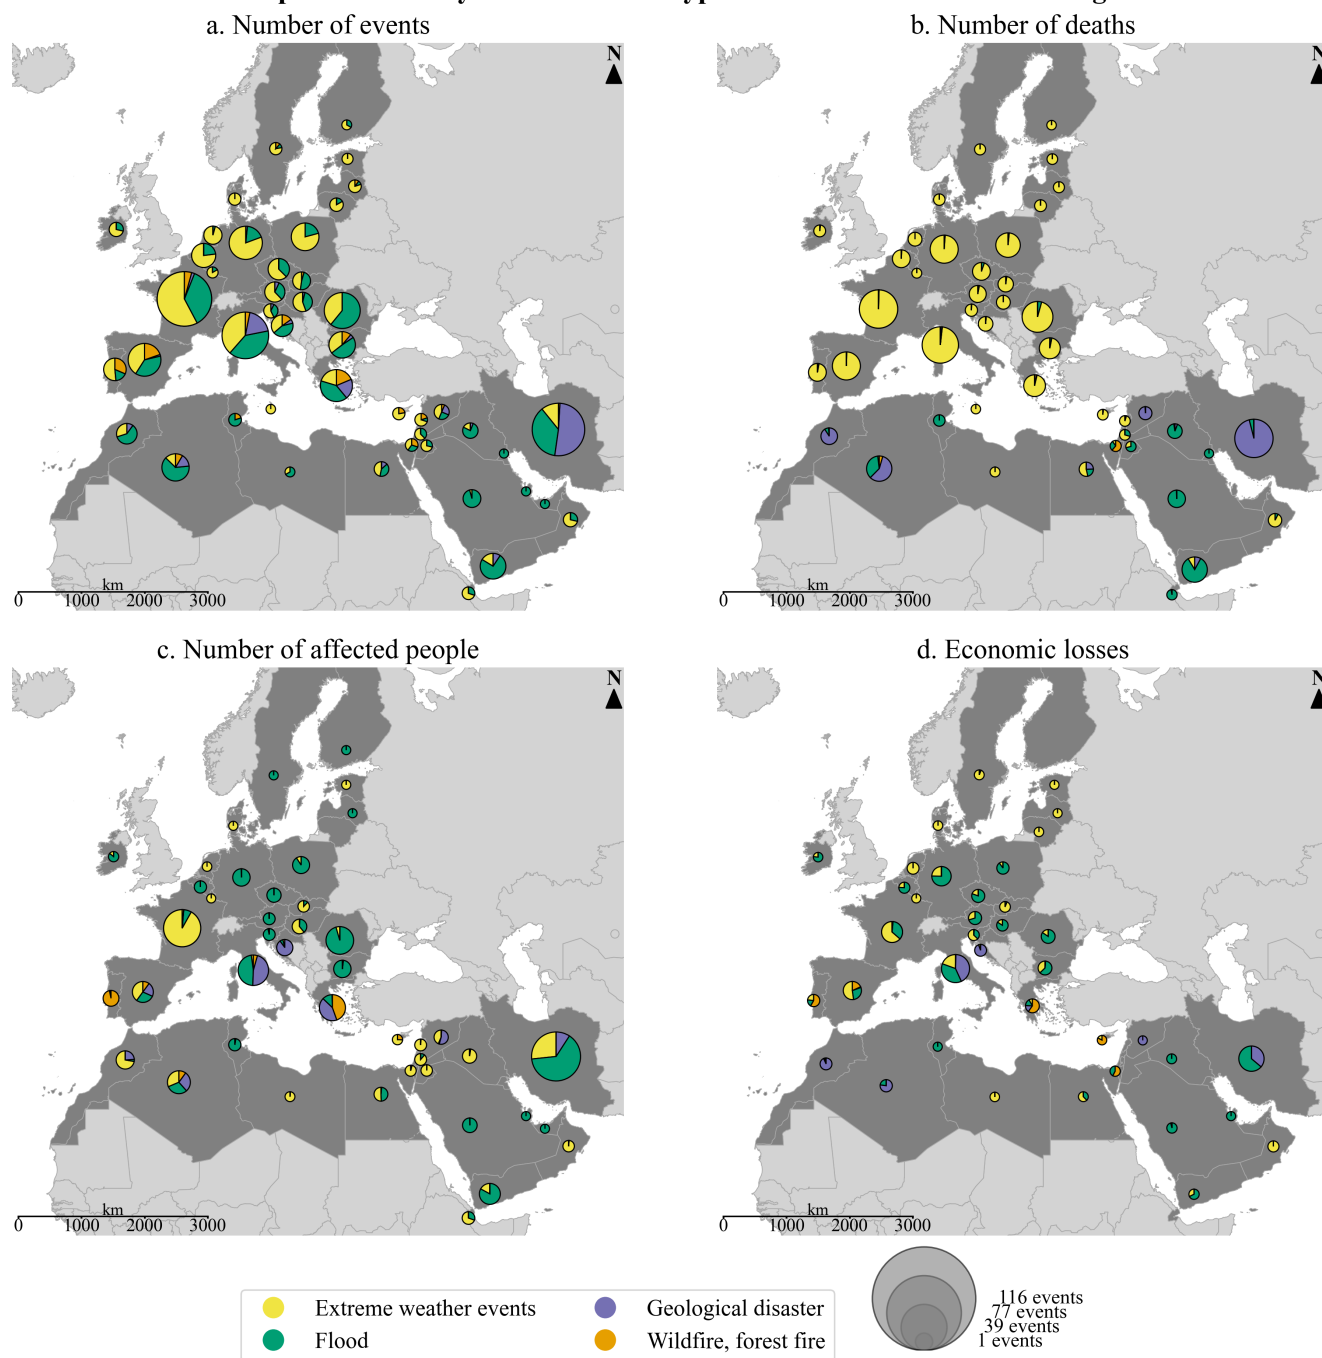 a. Number of events
b. Number of deaths
N
N
km
0 1000 2000 3000
km
0 1000 2000 3000
c. Number of affected people
d. Economic losses
N
N
km
0 1000 2000 3000
km
0 1000 2000 3000
Extreme weather events
Flood
Geological disaster
Wildfire, forest fire
116 events
77 events
39 events
1 events